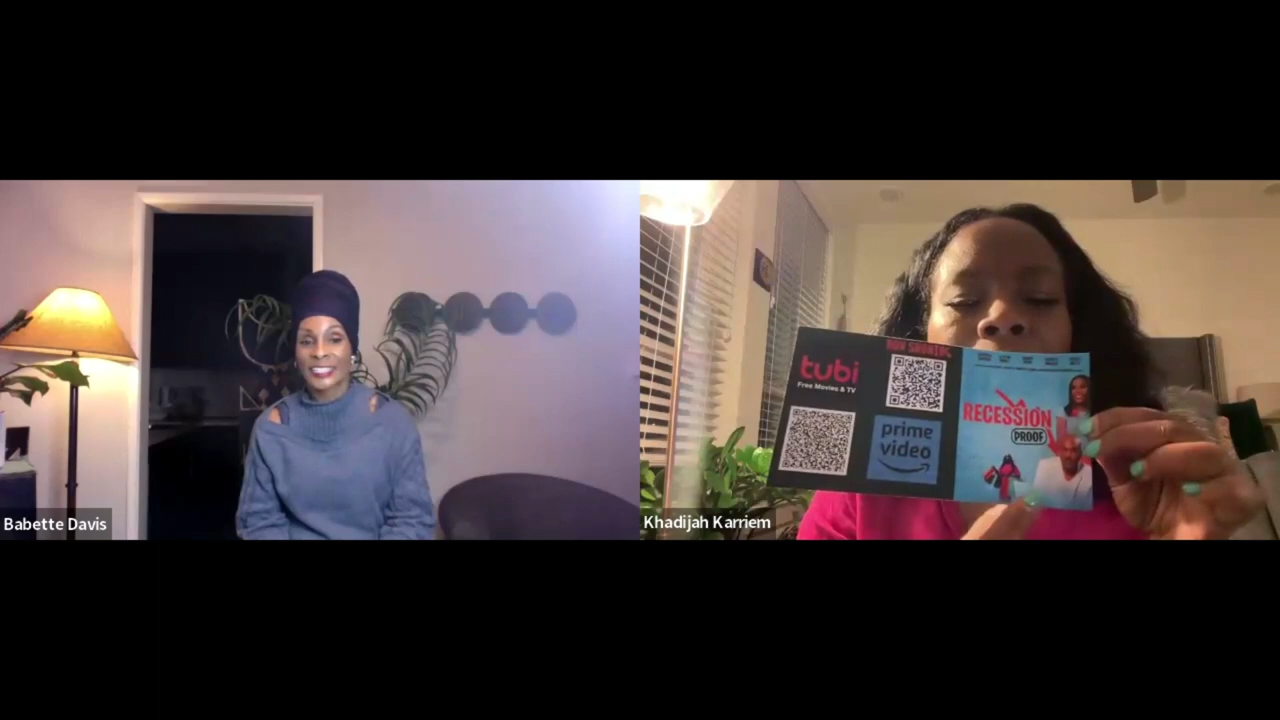 Babette Davis
Khadijah Karriem
tubi
Free Movies & TV
NOW SHOWING
prime
video
RECESSION
PROOF